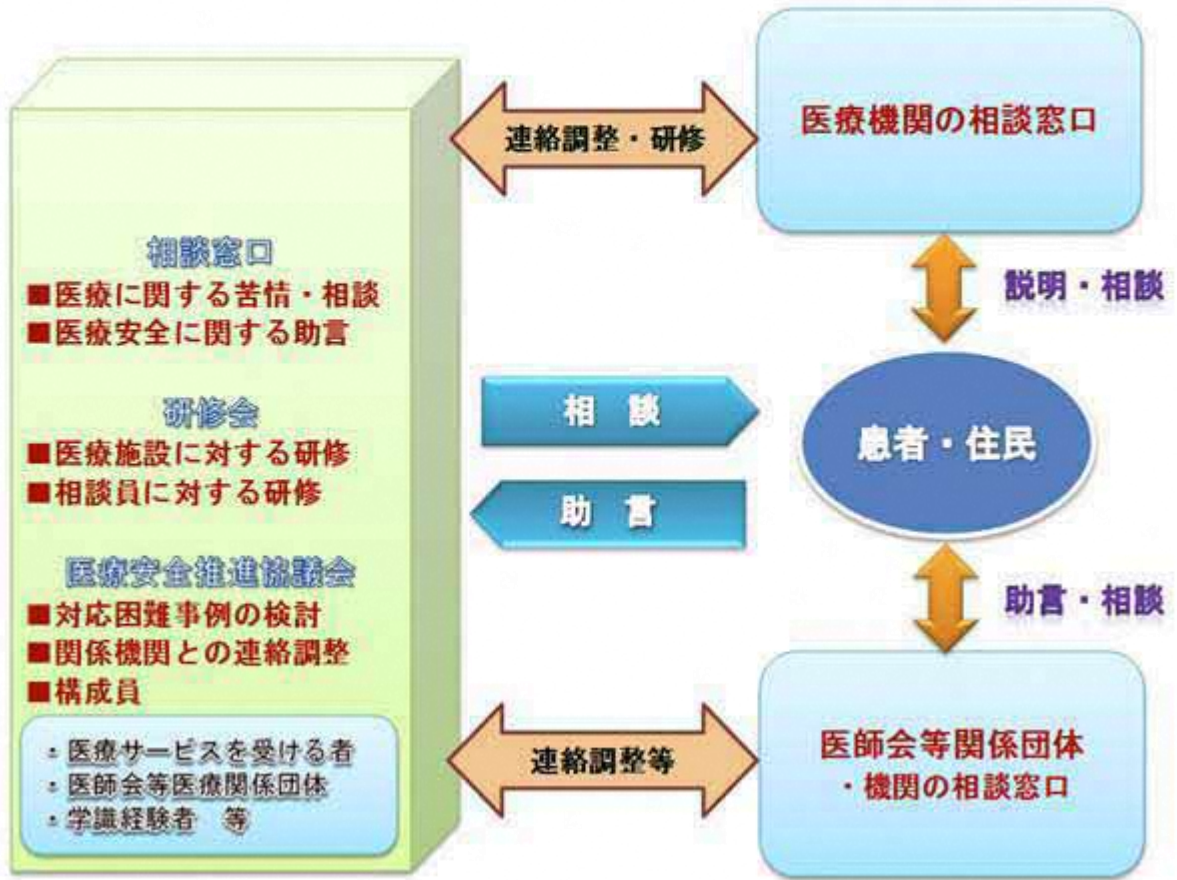 相談窓口
■医療に関する苦情・相談
■医療安全に関する助言
研修会
■医療施設に対する研修
■相談員に対する研修
医療安全推進協議会
■対応困難事例の検討
■関係機関との連絡調整
■構成員
・医療サービスを受ける者
・医師会等医療関係団体
・学識経験者 等
連絡調整・研修
相 談
助 言
連絡調整等
医療機関の相談窓口
説明・相談
患者・住民
助言・相談
医師会等関係団体
・機関の相談窓口